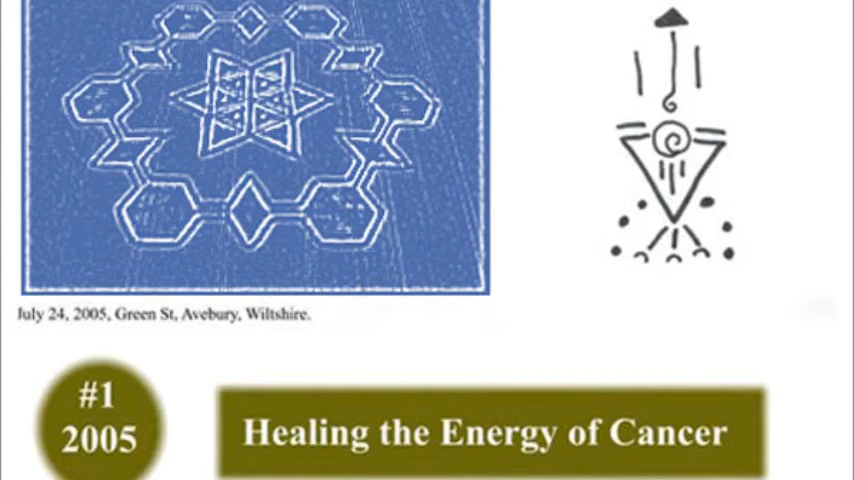 July 24, 2005, Green St, Avebury, Wiltshire.
#1
2005
Healing the Energy of Cancer